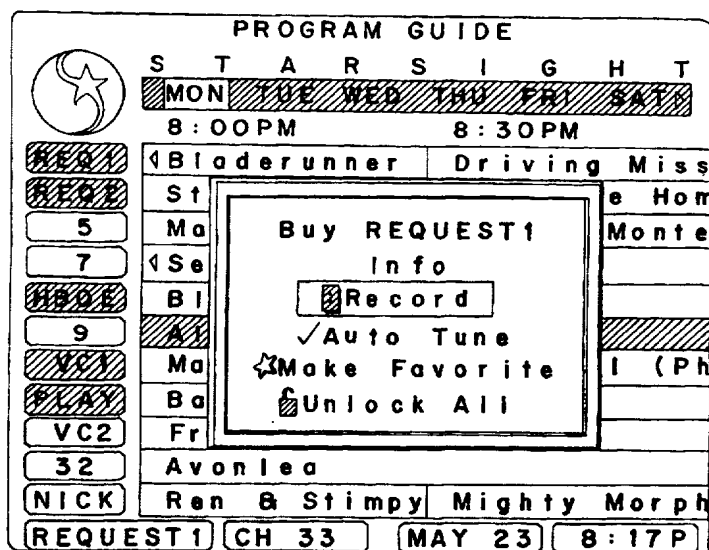 PROGRAM GUIDE
S T A R S I G H T
MON TUE WED THU FRI SAT
8:00PM 8:30PM
REQ1 Bladerunner Driving Miss
REQE St e Hom
5 Ma Buy REQUEST1 Monte
7 Se Info
HBOE Bl Record
9 Al Auto Tune
VC1 Ma Make Favorite I (Ph
PLAY Ba Unlock All
VC2 Fr
32 Avonlea
NICK Ren & Stimpy Mighty Morph
REQUEST1 CH 33 MAY 23 8:17P